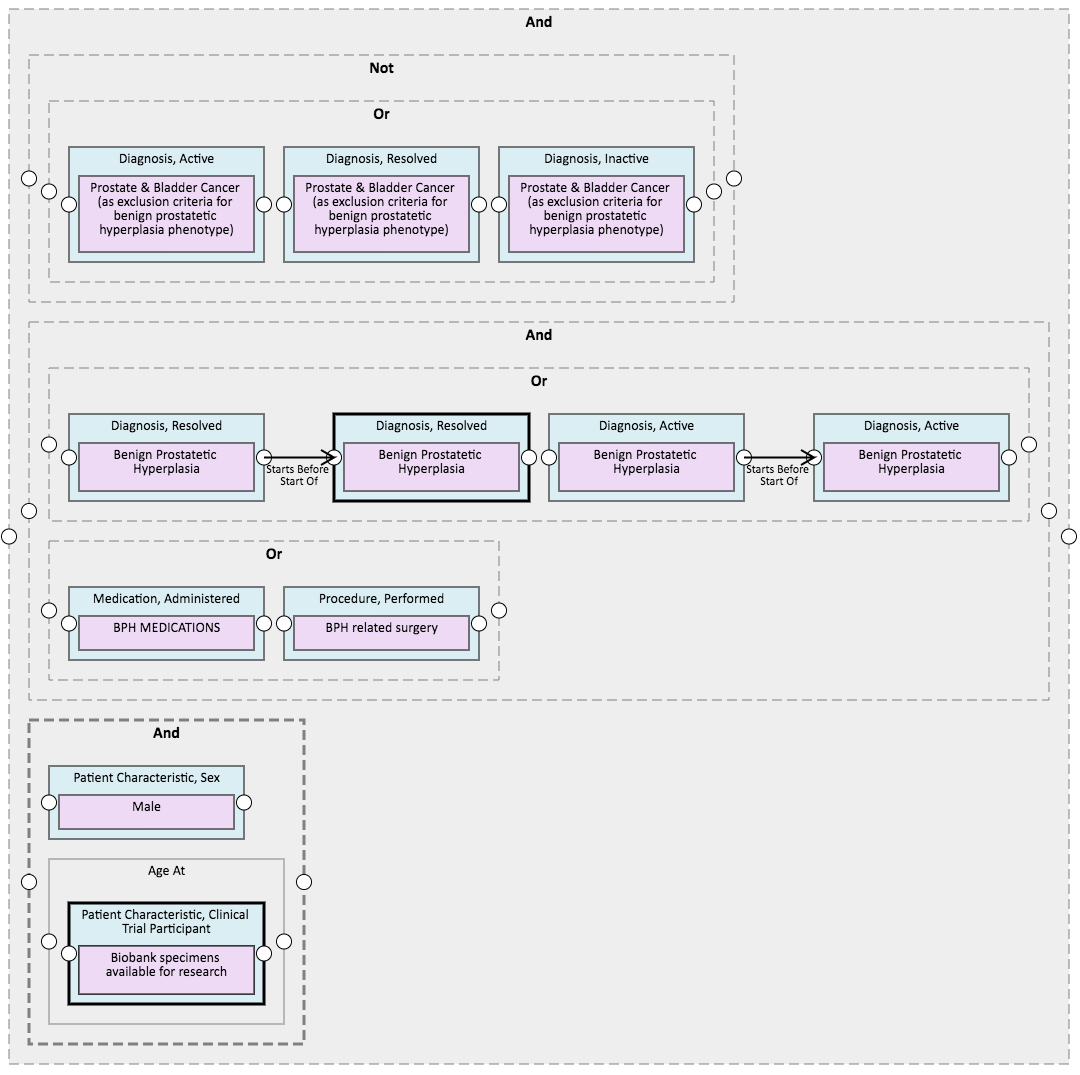 And
Not
Or
Diagnosis, Active
Prostate & Bladder Cancer
(as exclusion criteria for
benign prostatetic
hyperplasia phenotype)
Diagnosis, Resolved
Prostate & Bladder Cancer
(as exclusion criteria for
benign prostatetic
hyperplasia phenotype)
Diagnosis, Inactive
Prostate & Bladder Cancer
(as exclusion criteria for
benign prostatetic
hyperplasia phenotype)
And
Or
Diagnosis, Resolved
Benign Prostatetic
Hyperplasia
Starts Before
Start Of
Diagnosis, Resolved
Benign Prostatetic
Hyperplasia
Diagnosis, Active
Benign Prostatetic
Hyperplasia
Starts Before
Start Of
Diagnosis, Active
Benign Prostatetic
Hyperplasia
Or
Medication, Administered
BPH MEDICATIONS
Procedure, Performed
BPH related surgery
And
Patient Characteristic, Sex
Male
Age At
Patient Characteristic, Clinical
Trial Participant
Biobank specimens
available for research